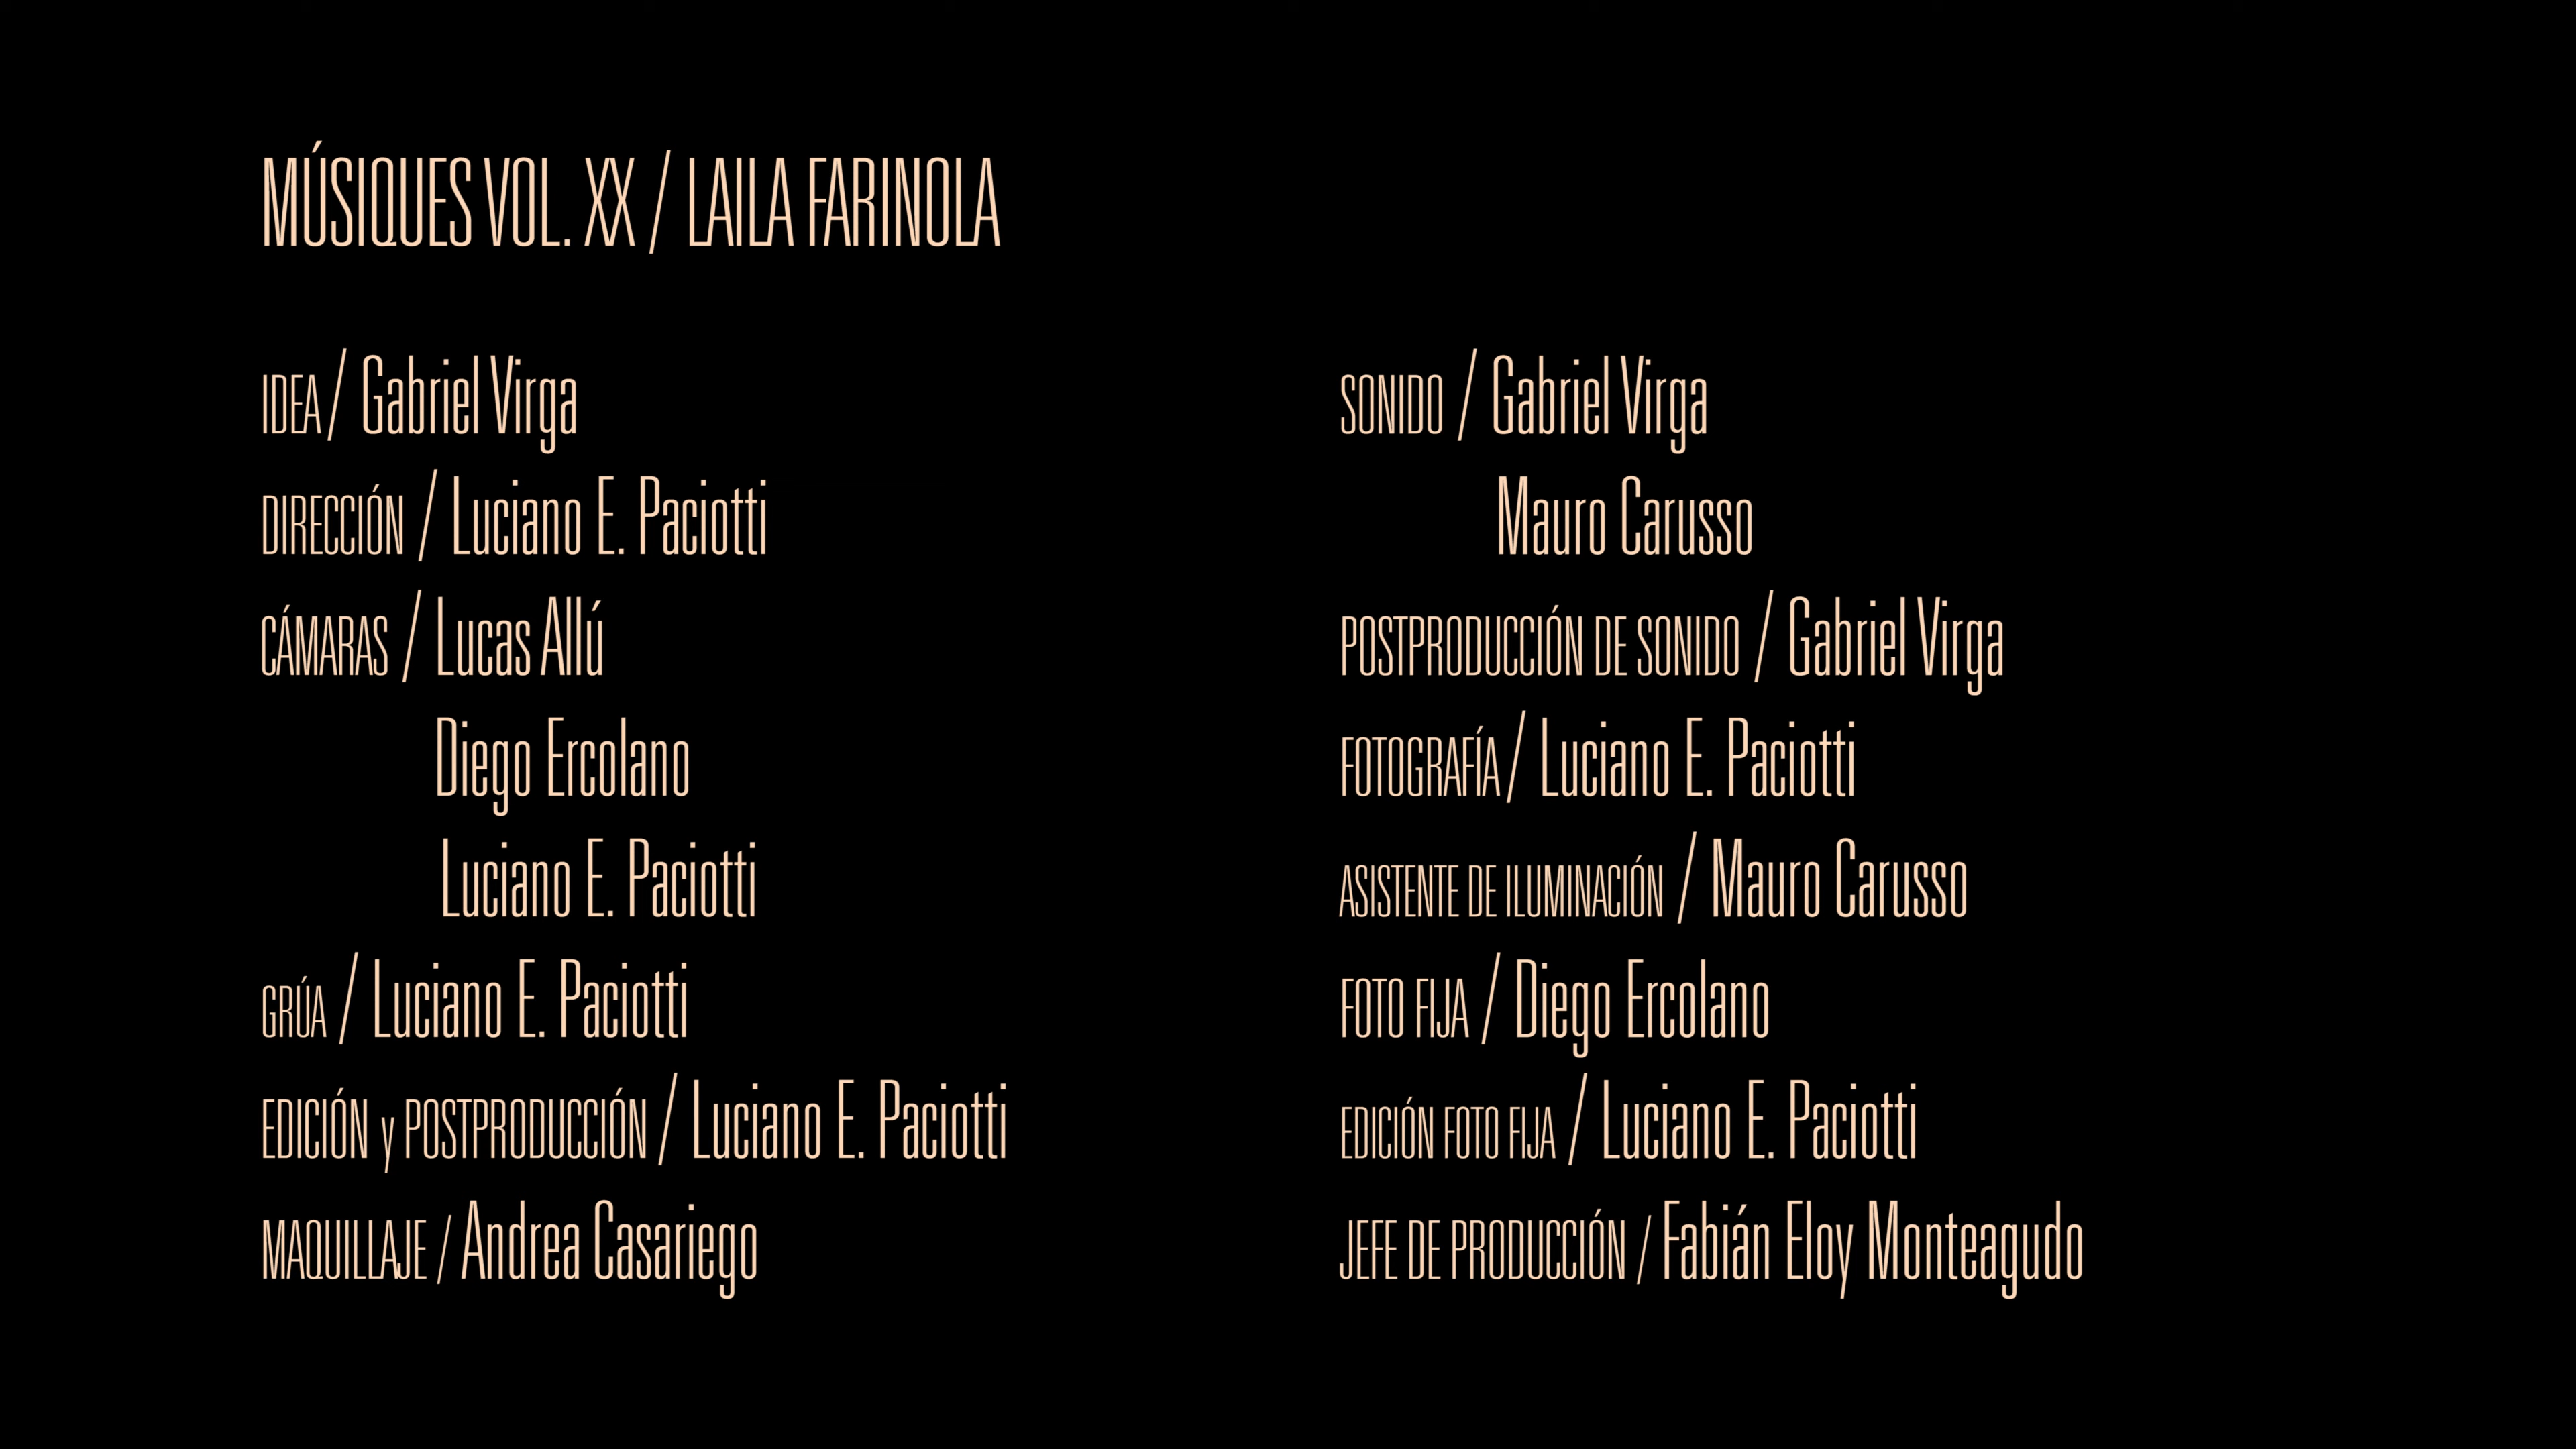 MÚSIQUES VOL. XX / LAILA FARINOLA
IDEA / Gabriel Virga
DIRECCIÓN / Luciano E. Paciotti
CÁMARAS / Lucas Allú
Diego Ercolano
Luciano E. Paciotti
GRÚA / Luciano E. Paciotti
EDICIÓN y POSTPRODUCCIÓN / Luciano E. Paciotti
MAQUILLAJE / Andrea Casariego
SONIDO / Gabriel Virga
Mauro Carusso
POSTPRODUCCIÓN DE SONIDO / Gabriel Virga
FOTOGRAFÍA / Luciano E. Paciotti
ASISTENTE DE ILUMINACIÓN / Mauro Carusso
FOTO FIJA / Diego Ercolano
EDICIÓN FOTO FIJA / Luciano E. Paciotti
JEFE DE PRODUCCIÓN / Fabián Eloy Monteagudo